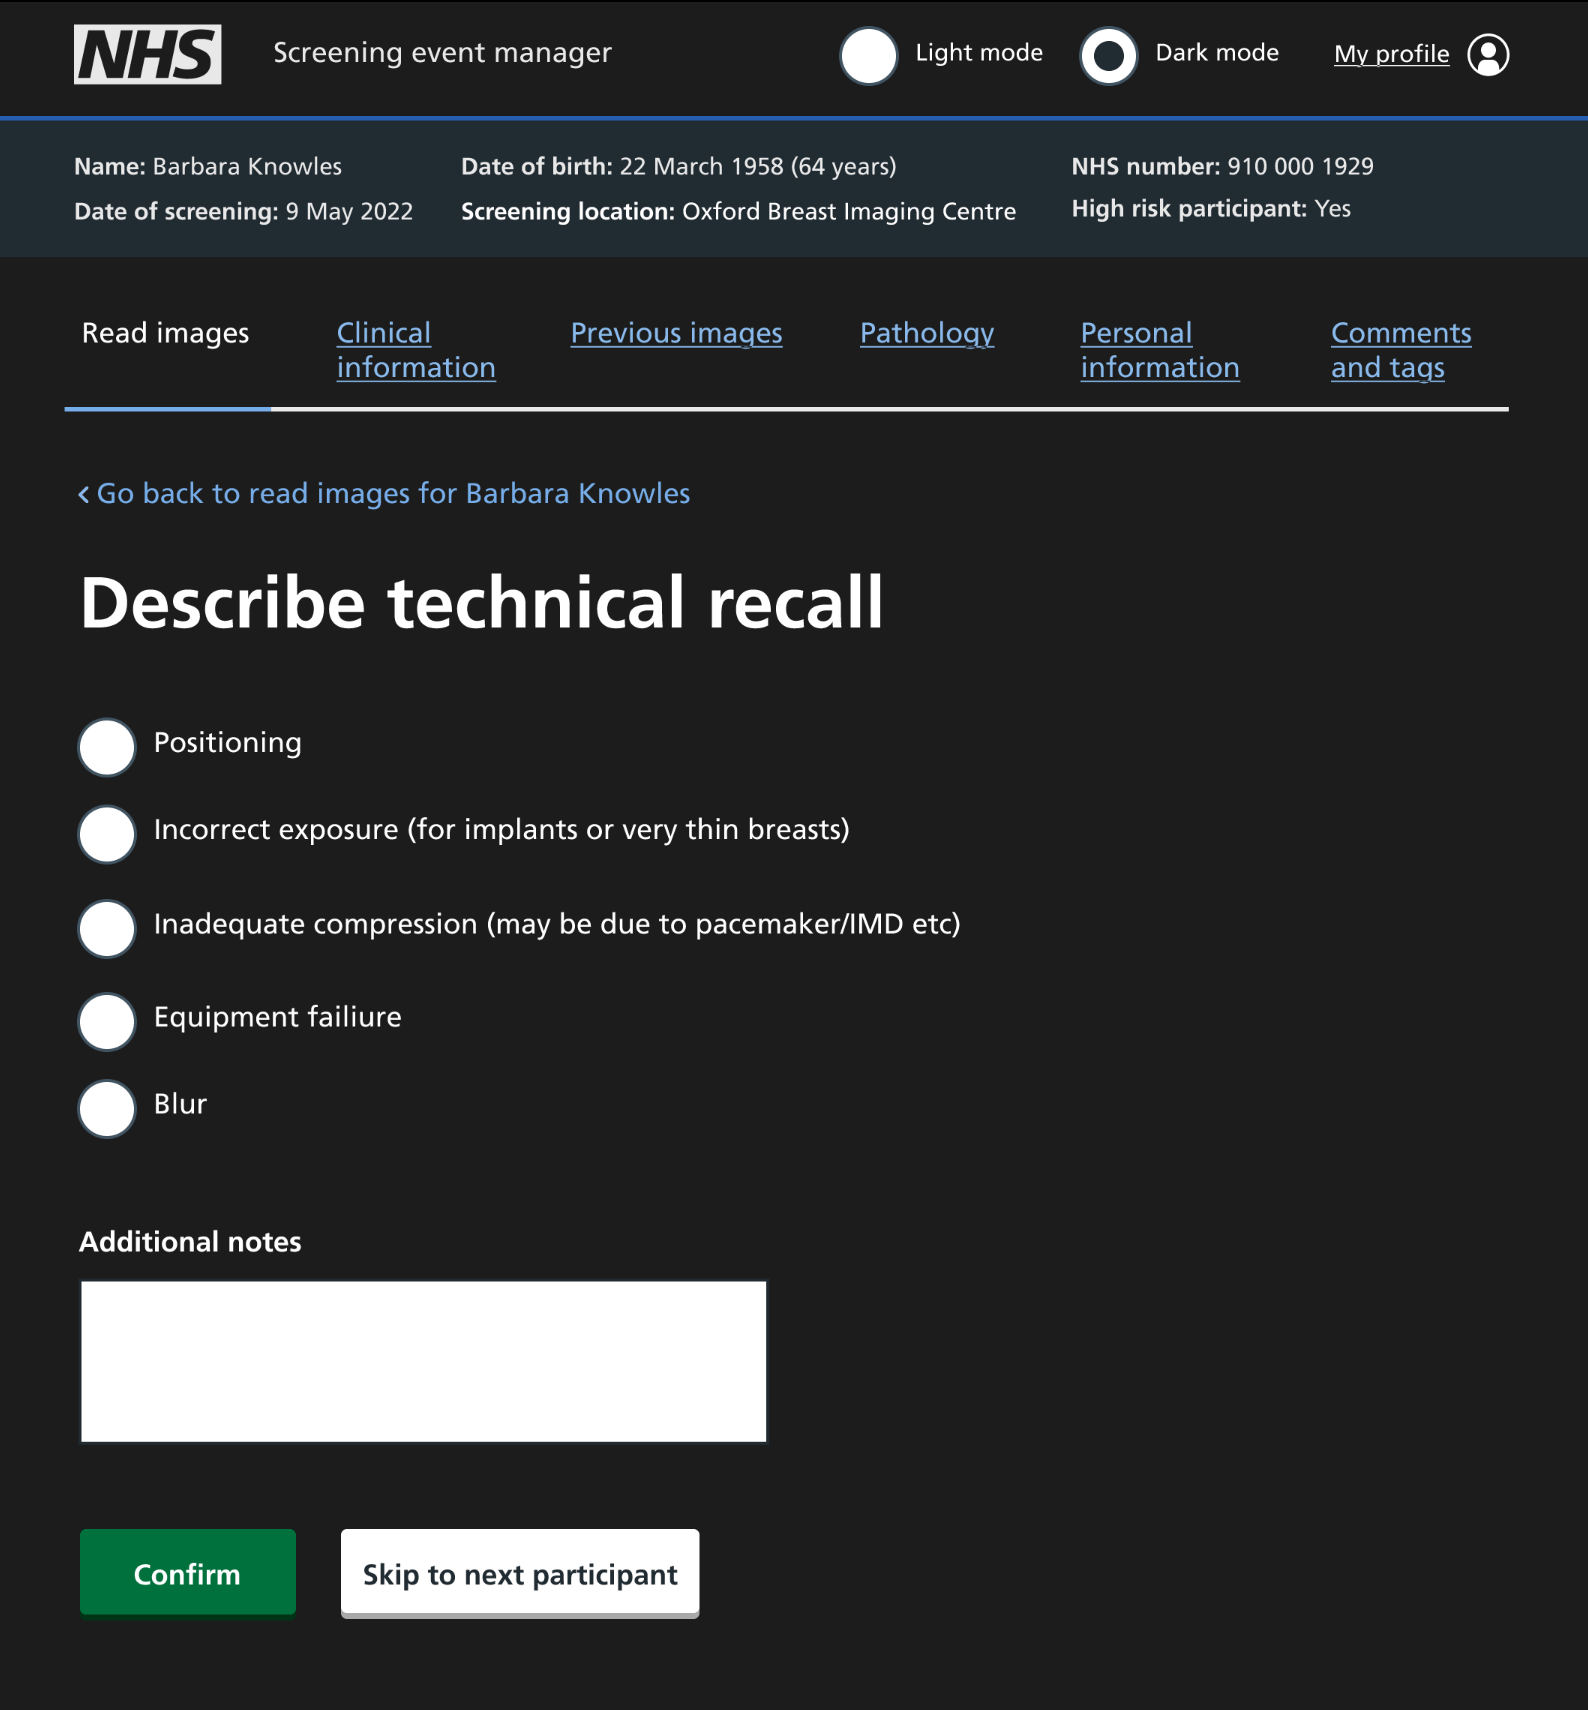 NHS Screening event manager Light mode Dark mode My profile
Name: Barbara Knowles Date of birth: 22 March 1958 (64 years) NHS number: 910 000 1929
Date of screening: 9 May 2022 Screening location: Oxford Breast Imaging Centre High risk participant: Yes
Read images
Clinical
information
Previous images
Pathology
Personal
information
Comments
and tags
Go back to read images for Barbara Knowles
Describe technical recall
Positioning
Incorrect exposure (for implants or very thin breasts)
Inadequate compression (may be due to pacemaker/IMD etc)
Equipment failiure
Blur
Additional notes
Confirm Skip to next participant